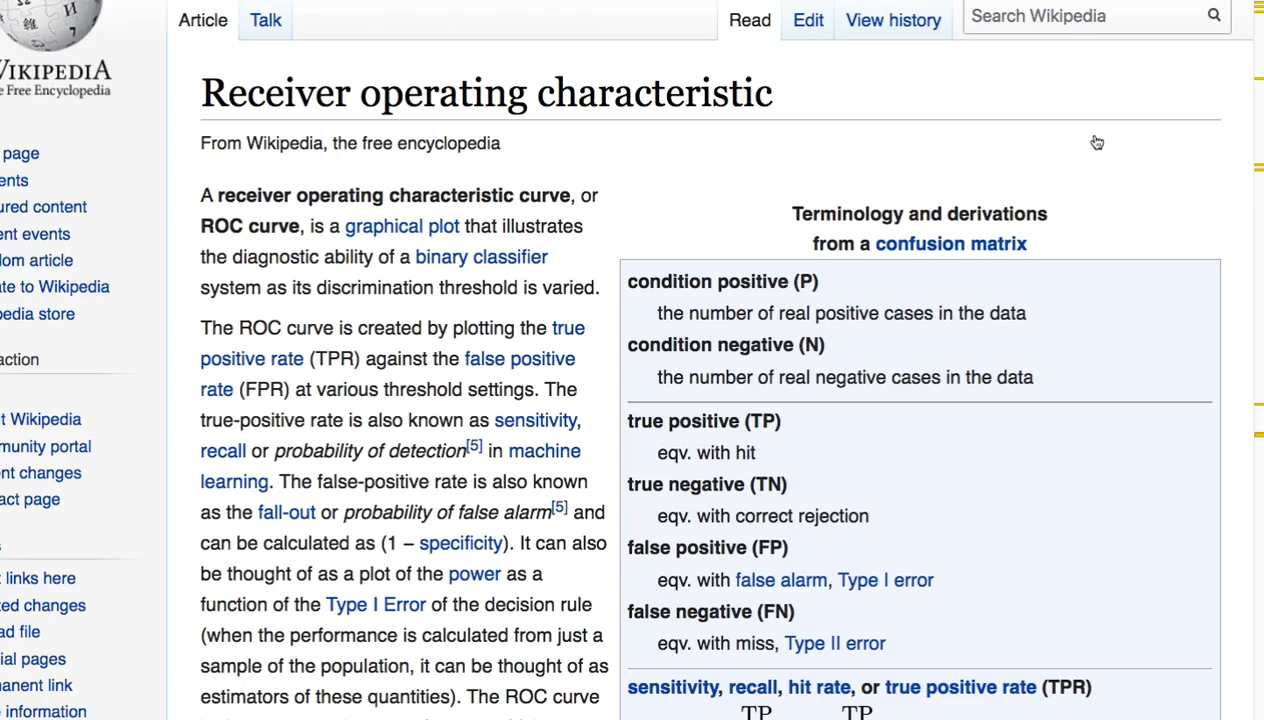 Article Talk Read Edit View history Search Wikipedia
WIKIPEDIA
e Free Encyclopedia
page
ents
ured content
ent events
lom article
ate to Wikipedia
pedia store
action
t Wikipedia
munity portal
ent changes
act page
s
links here
ted changes
ad file
ial pages
nanent link
information
Receiver operating characteristic
From Wikipedia, the free encyclopedia
A receiver operating characteristic curve, or
ROC curve, is a graphical plot that illustrates
the diagnostic ability of a binary classifier
system as its discrimination threshold is varied.
The ROC curve is created by plotting the true
positive rate (TPR) against the false positive
rate (FPR) at various threshold settings. The
true-positive rate is also known as sensitivity,
recall or probability of detection[5] in machine
learning. The false-positive rate is also known
as the fall-out or probability of false alarm[5] and
can be calculated as (1 − specificity). It can also
be thought of as a plot of the power as a
function of the Type I Error of the decision rule
(when the performance is calculated from just a
sample of the population, it can be thought of as
estimators of these quantities). The ROC curve
Terminology and derivations
from a confusion matrix
condition positive (P)
the number of real positive cases in the data
condition negative (N)
the number of real negative cases in the data
true positive (TP)
eqv. with hit
true negative (TN)
eqv. with correct rejection
false positive (FP)
eqv. with false alarm, Type I error
false negative (FN)
eqv. with miss, Type II error
sensitivity, recall, hit rate, or true positive rate (TPR)
TP TP